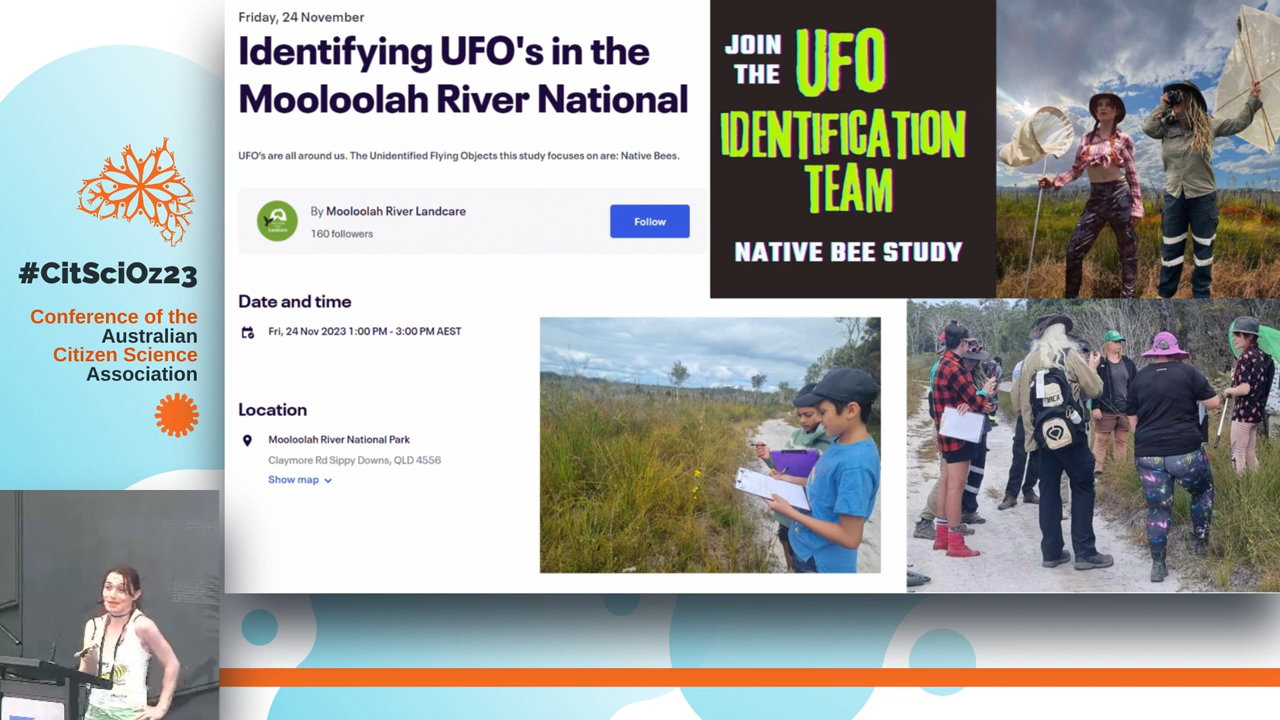 #CitSciOz23
Conference of the
Australian
Citizen Science
Association
Friday, 24 November
Identifying UFO's in the
Mooloolah River National
UFO's are all around us. The Unidentified Flying Objects this study focuses on are: Native Bees.
By Mooloolah River Landcare
160 followers
Follow
Date and time
Fri, 24 Nov 2023 1:00 PM - 3:00 PM AEST
Location
Mooloolah River National Park
Claymore Rd Sippy Downs, QLD 4556
Show map
JOIN
THE
UFO
IDENTIFICATION
TEAM
NATIVE BEE STUDY